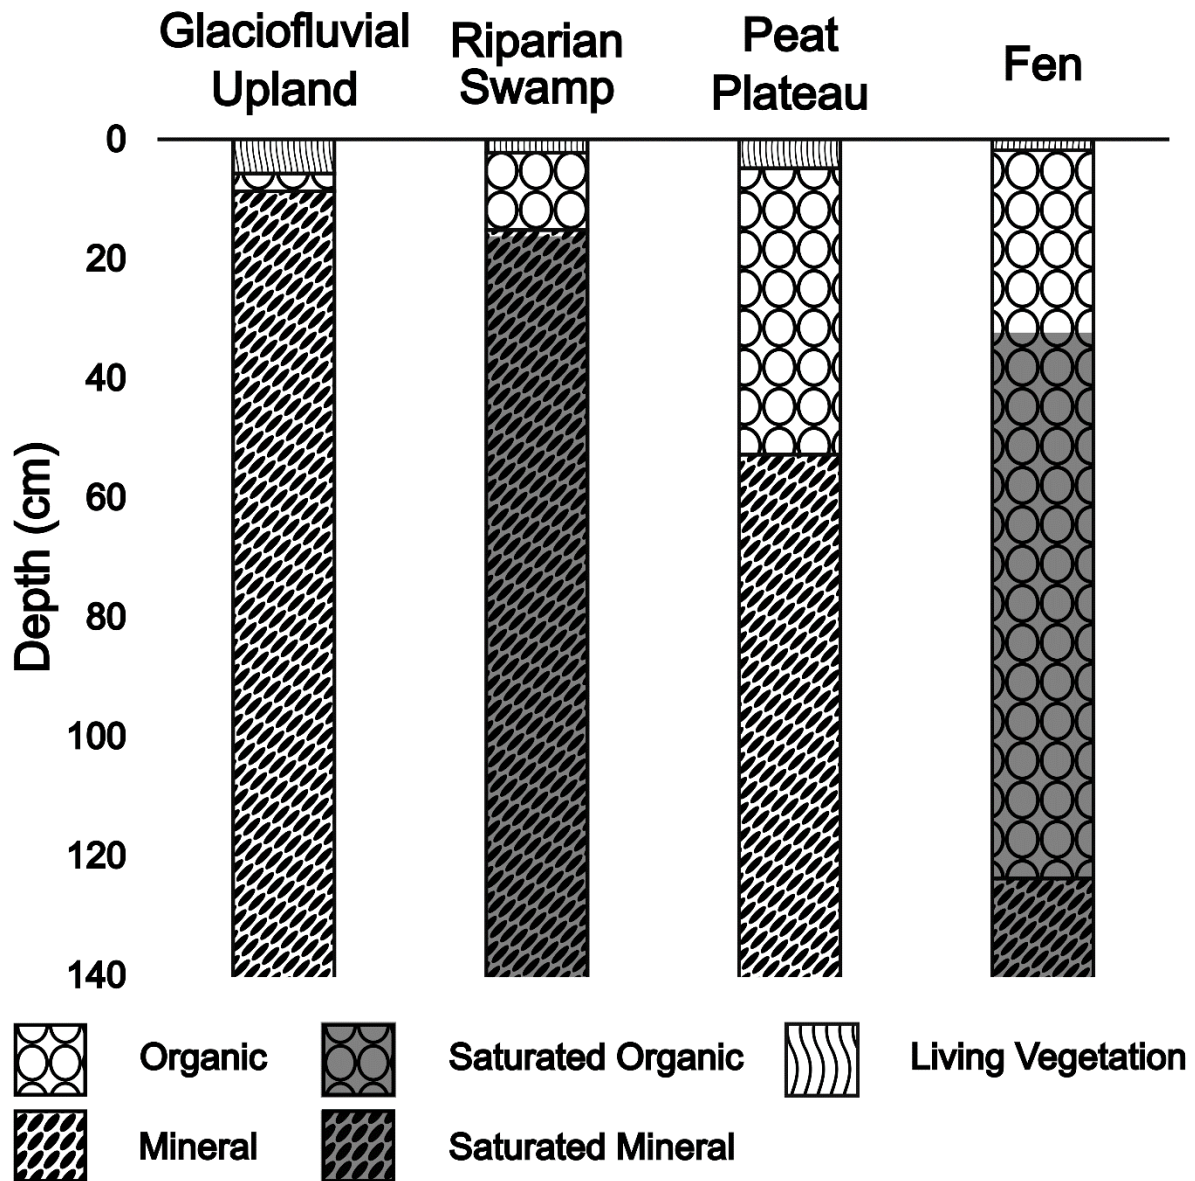 Glaciofluvial
Upland
Riparian
Swamp
Peat
Plateau
Fen
0
20
40
60
80
100
120
140
Depth (cm)
Organic
Saturated Organic
Living Vegetation
Mineral
Saturated Mineral